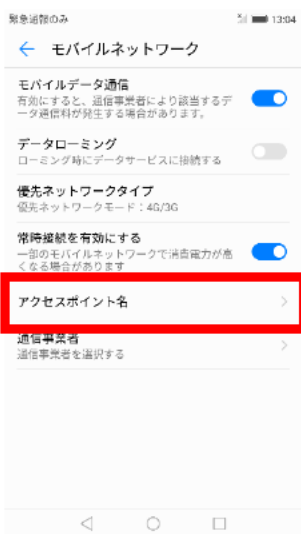 緊急通報のみ 13:04
← モバイルネットワーク
モバイルデータ通信
有効にすると、通信事業者により該当するデ
ータ通信料が発生する場合があります。
データローミング
ローミング時にデータサービスに接続する
優先ネットワークタイプ
優先ネットワークモード：4G/3G
常時接続を有効にする
一部のモバイルネットワークで消費電力が高
くなる場合があります
アクセスポイント名
通信事業者
通信事業者を選択する